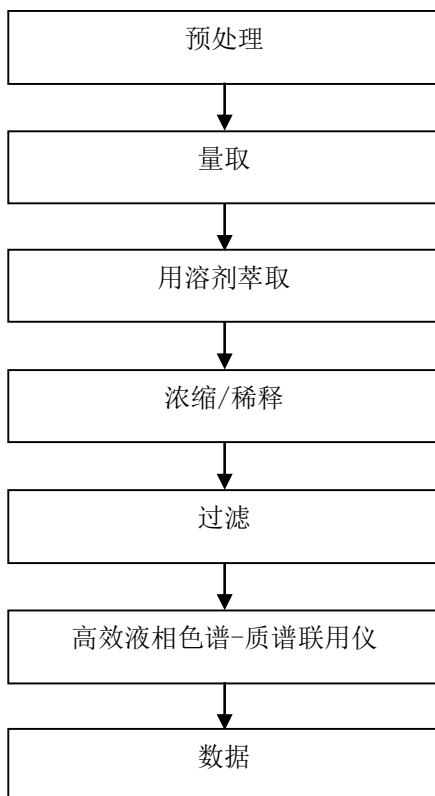 预处理
量取
用溶剂萃取
浓缩/稀释
过滤
高效液相色谱-质谱联用仪
数据